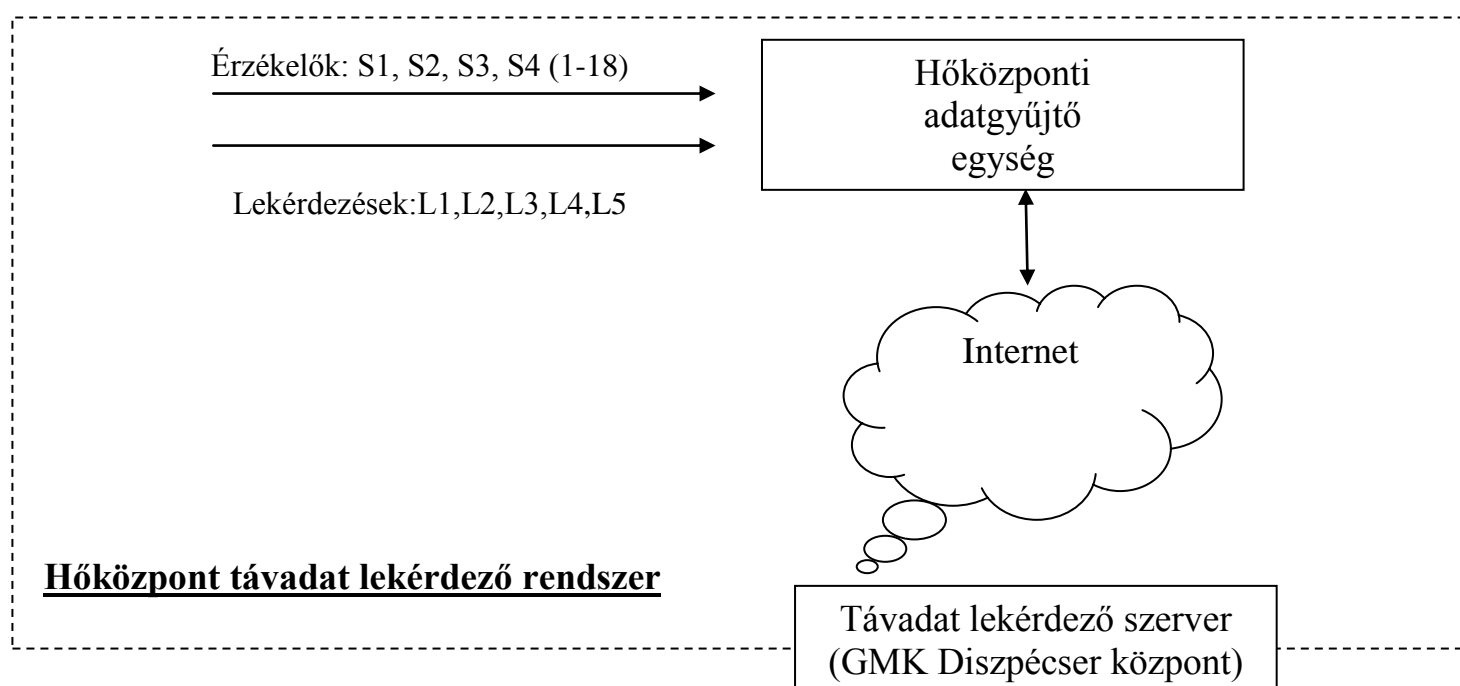 Érzékelők: S1, S2, S3, S4 (1-18)
Lekérdezések:L1,L2,L3,L4,L5
Hőközponti
adatgyűjtő
egység
Internet
Hőközpont távadat lekérdező rendszer
Távadat lekérdező szerver
(GMK Diszpécser központ)